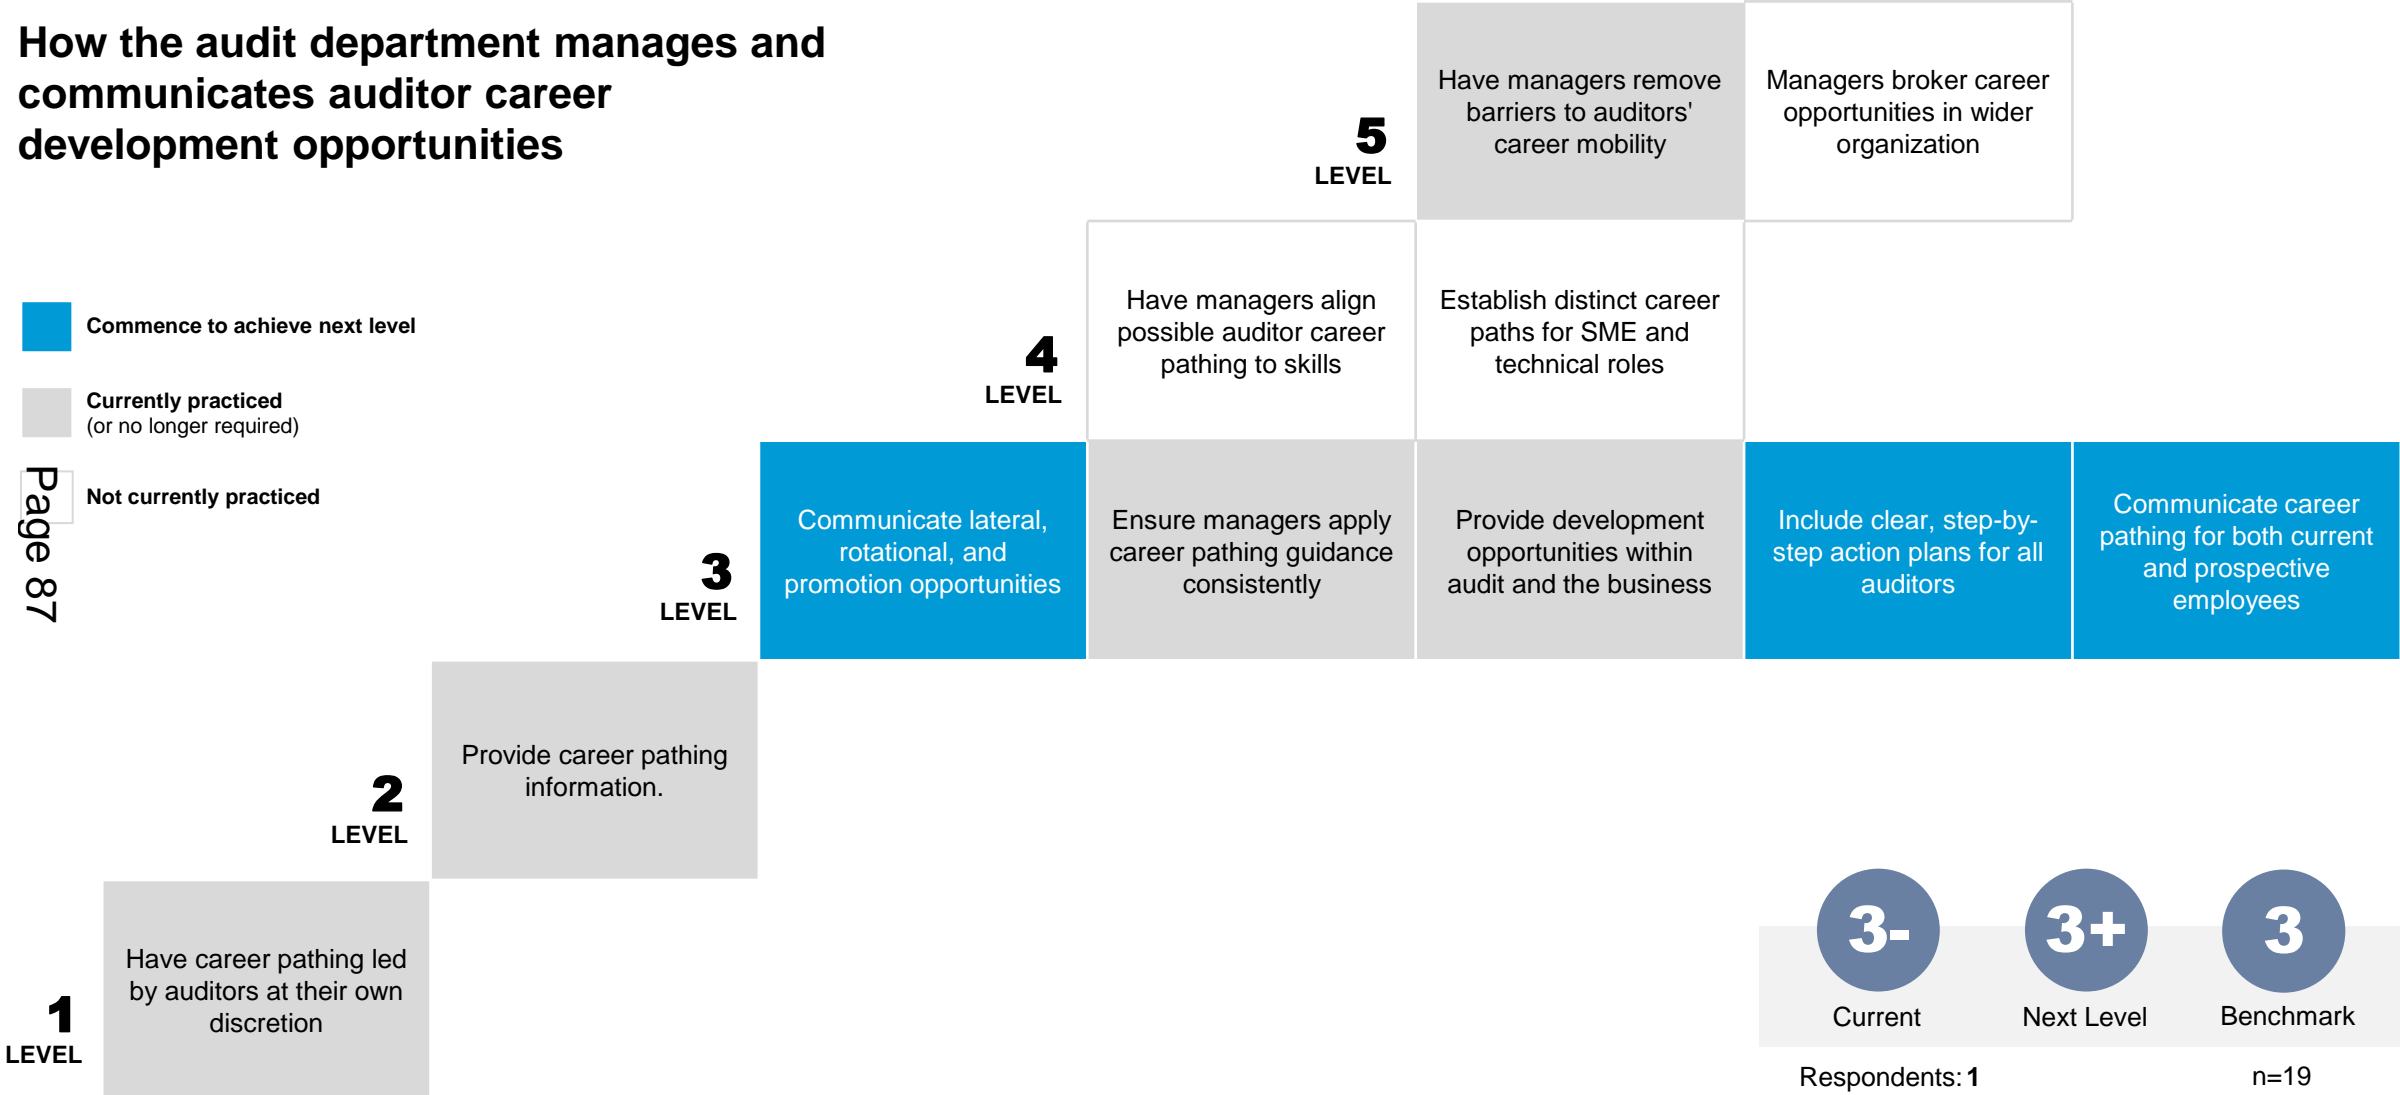 How the audit department manages and
communicates auditor career
development opportunities
5
LEVEL
Have managers remove
barriers to auditors'
career mobility
Managers broker career
opportunities in wider
organization
Commence to achieve next level
Currently practiced
(or no longer required)
Not currently practiced
Page 87
4
LEVEL
Have managers align
possible auditor career
pathing to skills
Establish distinct career
paths for SME and
technical roles
3
LEVEL
Communicate lateral,
rotational, and
promotion opportunities
Ensure managers apply
career pathing guidance
consistently
Provide development
opportunities within
audit and the business
Include clear, step-by-
step action plans for all
auditors
Communicate career
pathing for both current
and prospective
employees
2
LEVEL
Provide career pathing
information.
1
LEVEL
Have career pathing led
by auditors at their own
discretion
3-
Current
3+
Next Level
3
Benchmark
Respondents: 1
n=19